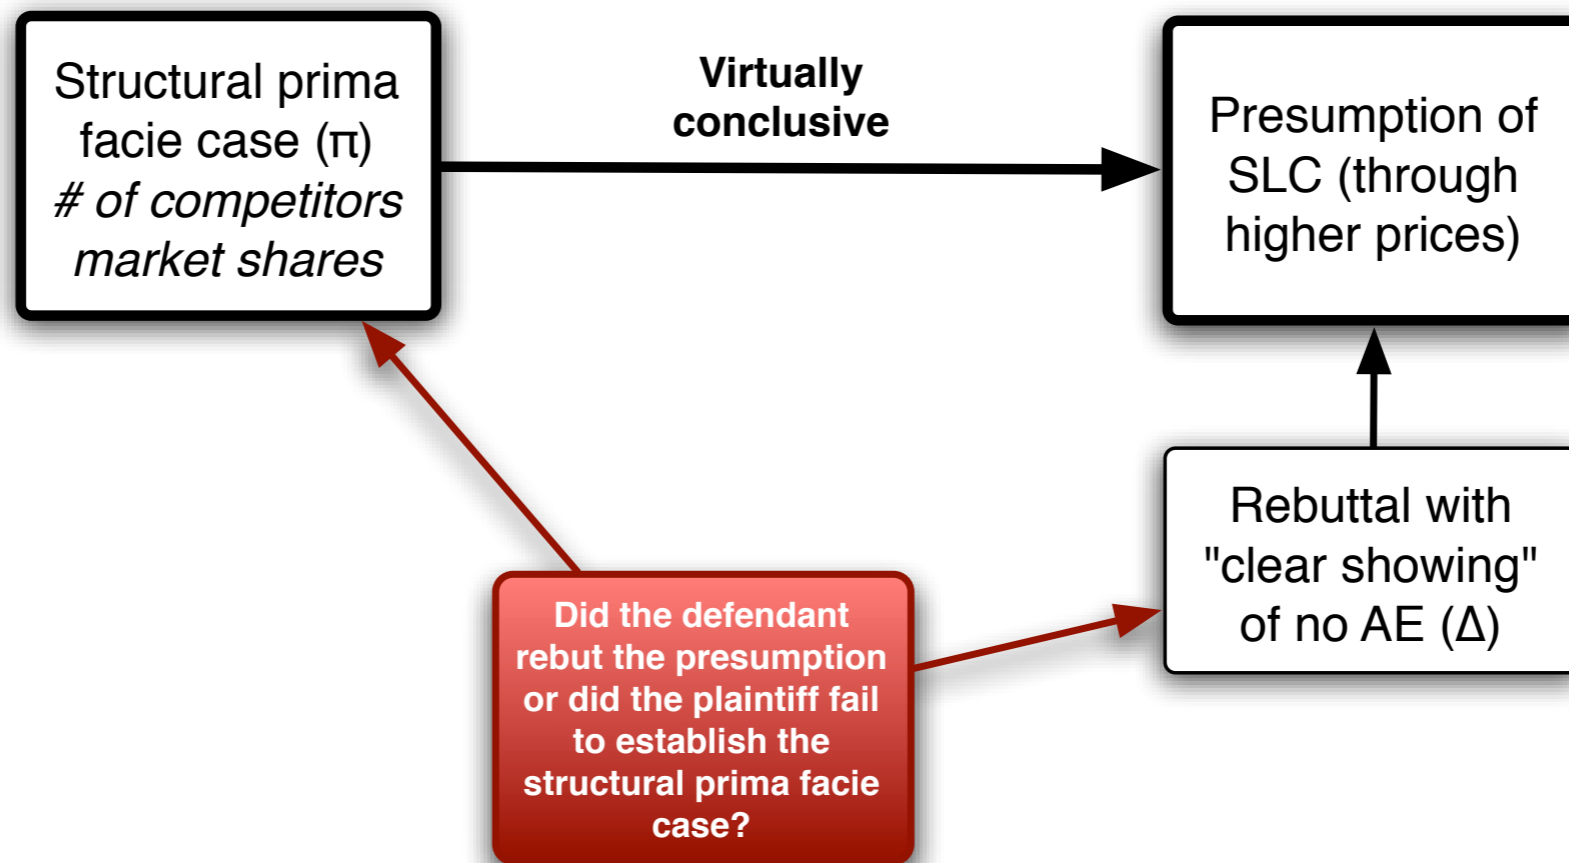 Structural prima
facie case (π)
# of competitors
market shares
Virtually
conclusive
Presumption of
SLC (through
higher prices)
Rebuttal with
"clear showing"
of no AE (Δ)
Did the defendant
rebut the presumption
or did the plaintiff fail
to establish the
structural prima facie
case?